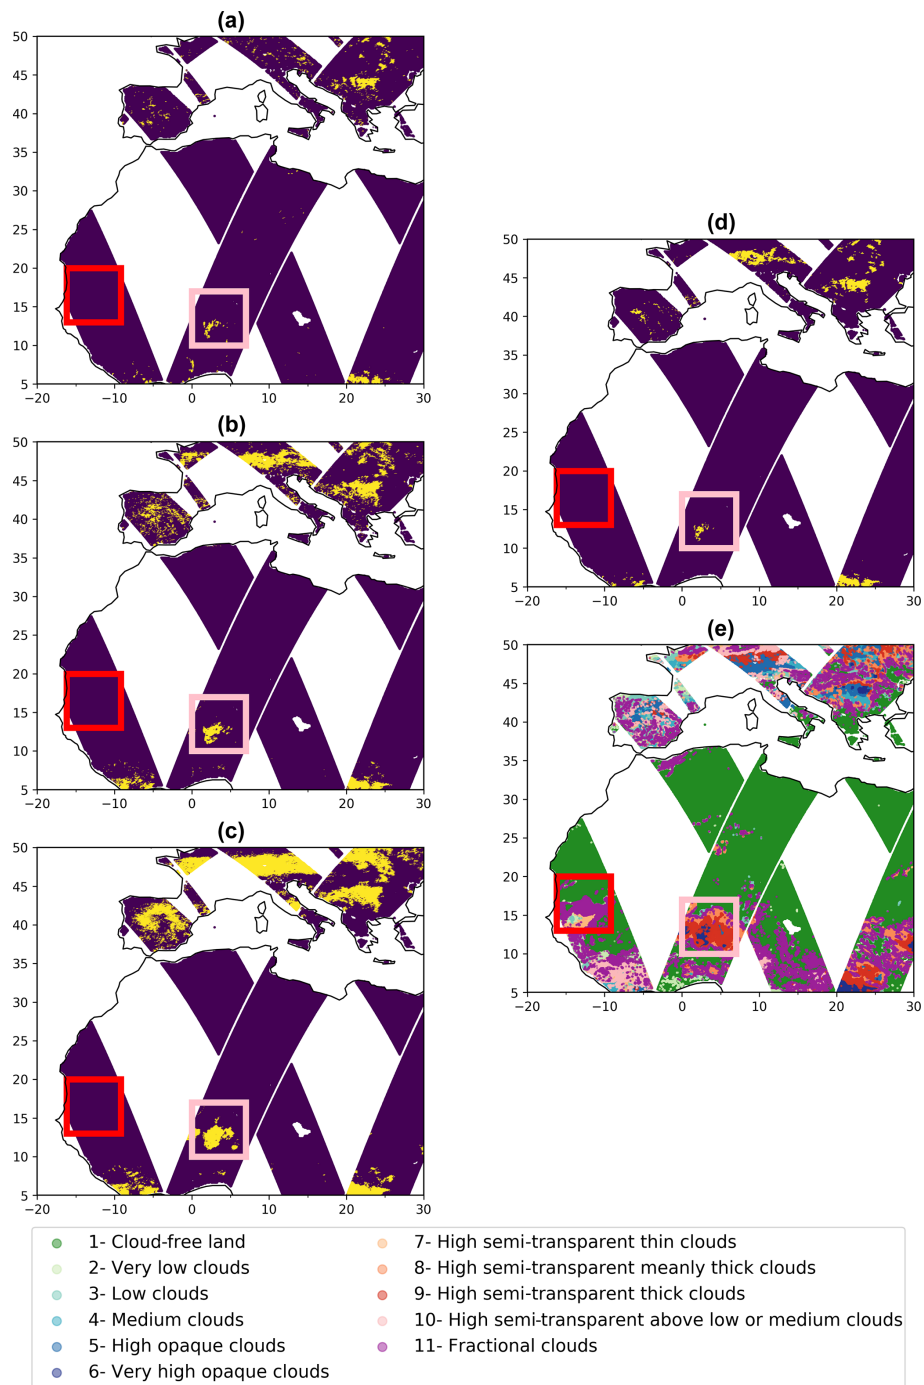 (a)
50
45
40
35
30
25
20
15
10
5
−20 −10 0 10 20 30
(b)
50
45
40
35
30
25
20
15
10
5
−20 −10 0 10 20 30
(c)
50
45
40
35
30
25
20
15
10
5
−20 −10 0 10 20 30
(d)
50
45
40
35
30
25
20
15
10
5
−20 −10 0 10 20 30
(e)
50
45
40
35
30
25
20
15
10
5
−20 −10 0 10 20 30
1- Cloud-free land
2- Very low clouds
3- Low clouds
4- Medium clouds
5- High opaque clouds
6- Very high opaque clouds
7- High semi-transparent thin clouds
8- High semi-transparent meanly thick clouds
9- High semi-transparent thick clouds
10- High semi-transparent above low or medium clouds
11- Fractional clouds